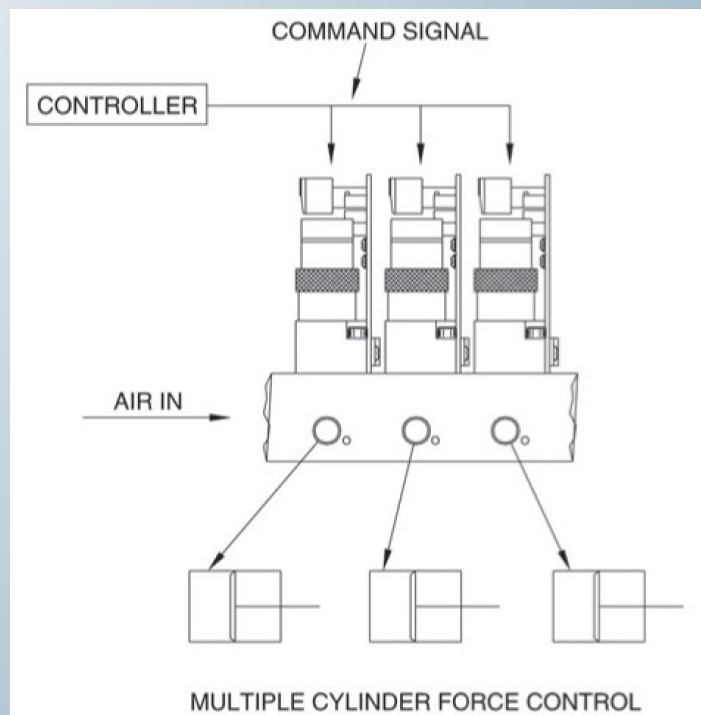 COMMAND SIGNAL
CONTROLLER
AIR IN
MULTIPLE CYLINDER FORCE CONTROL